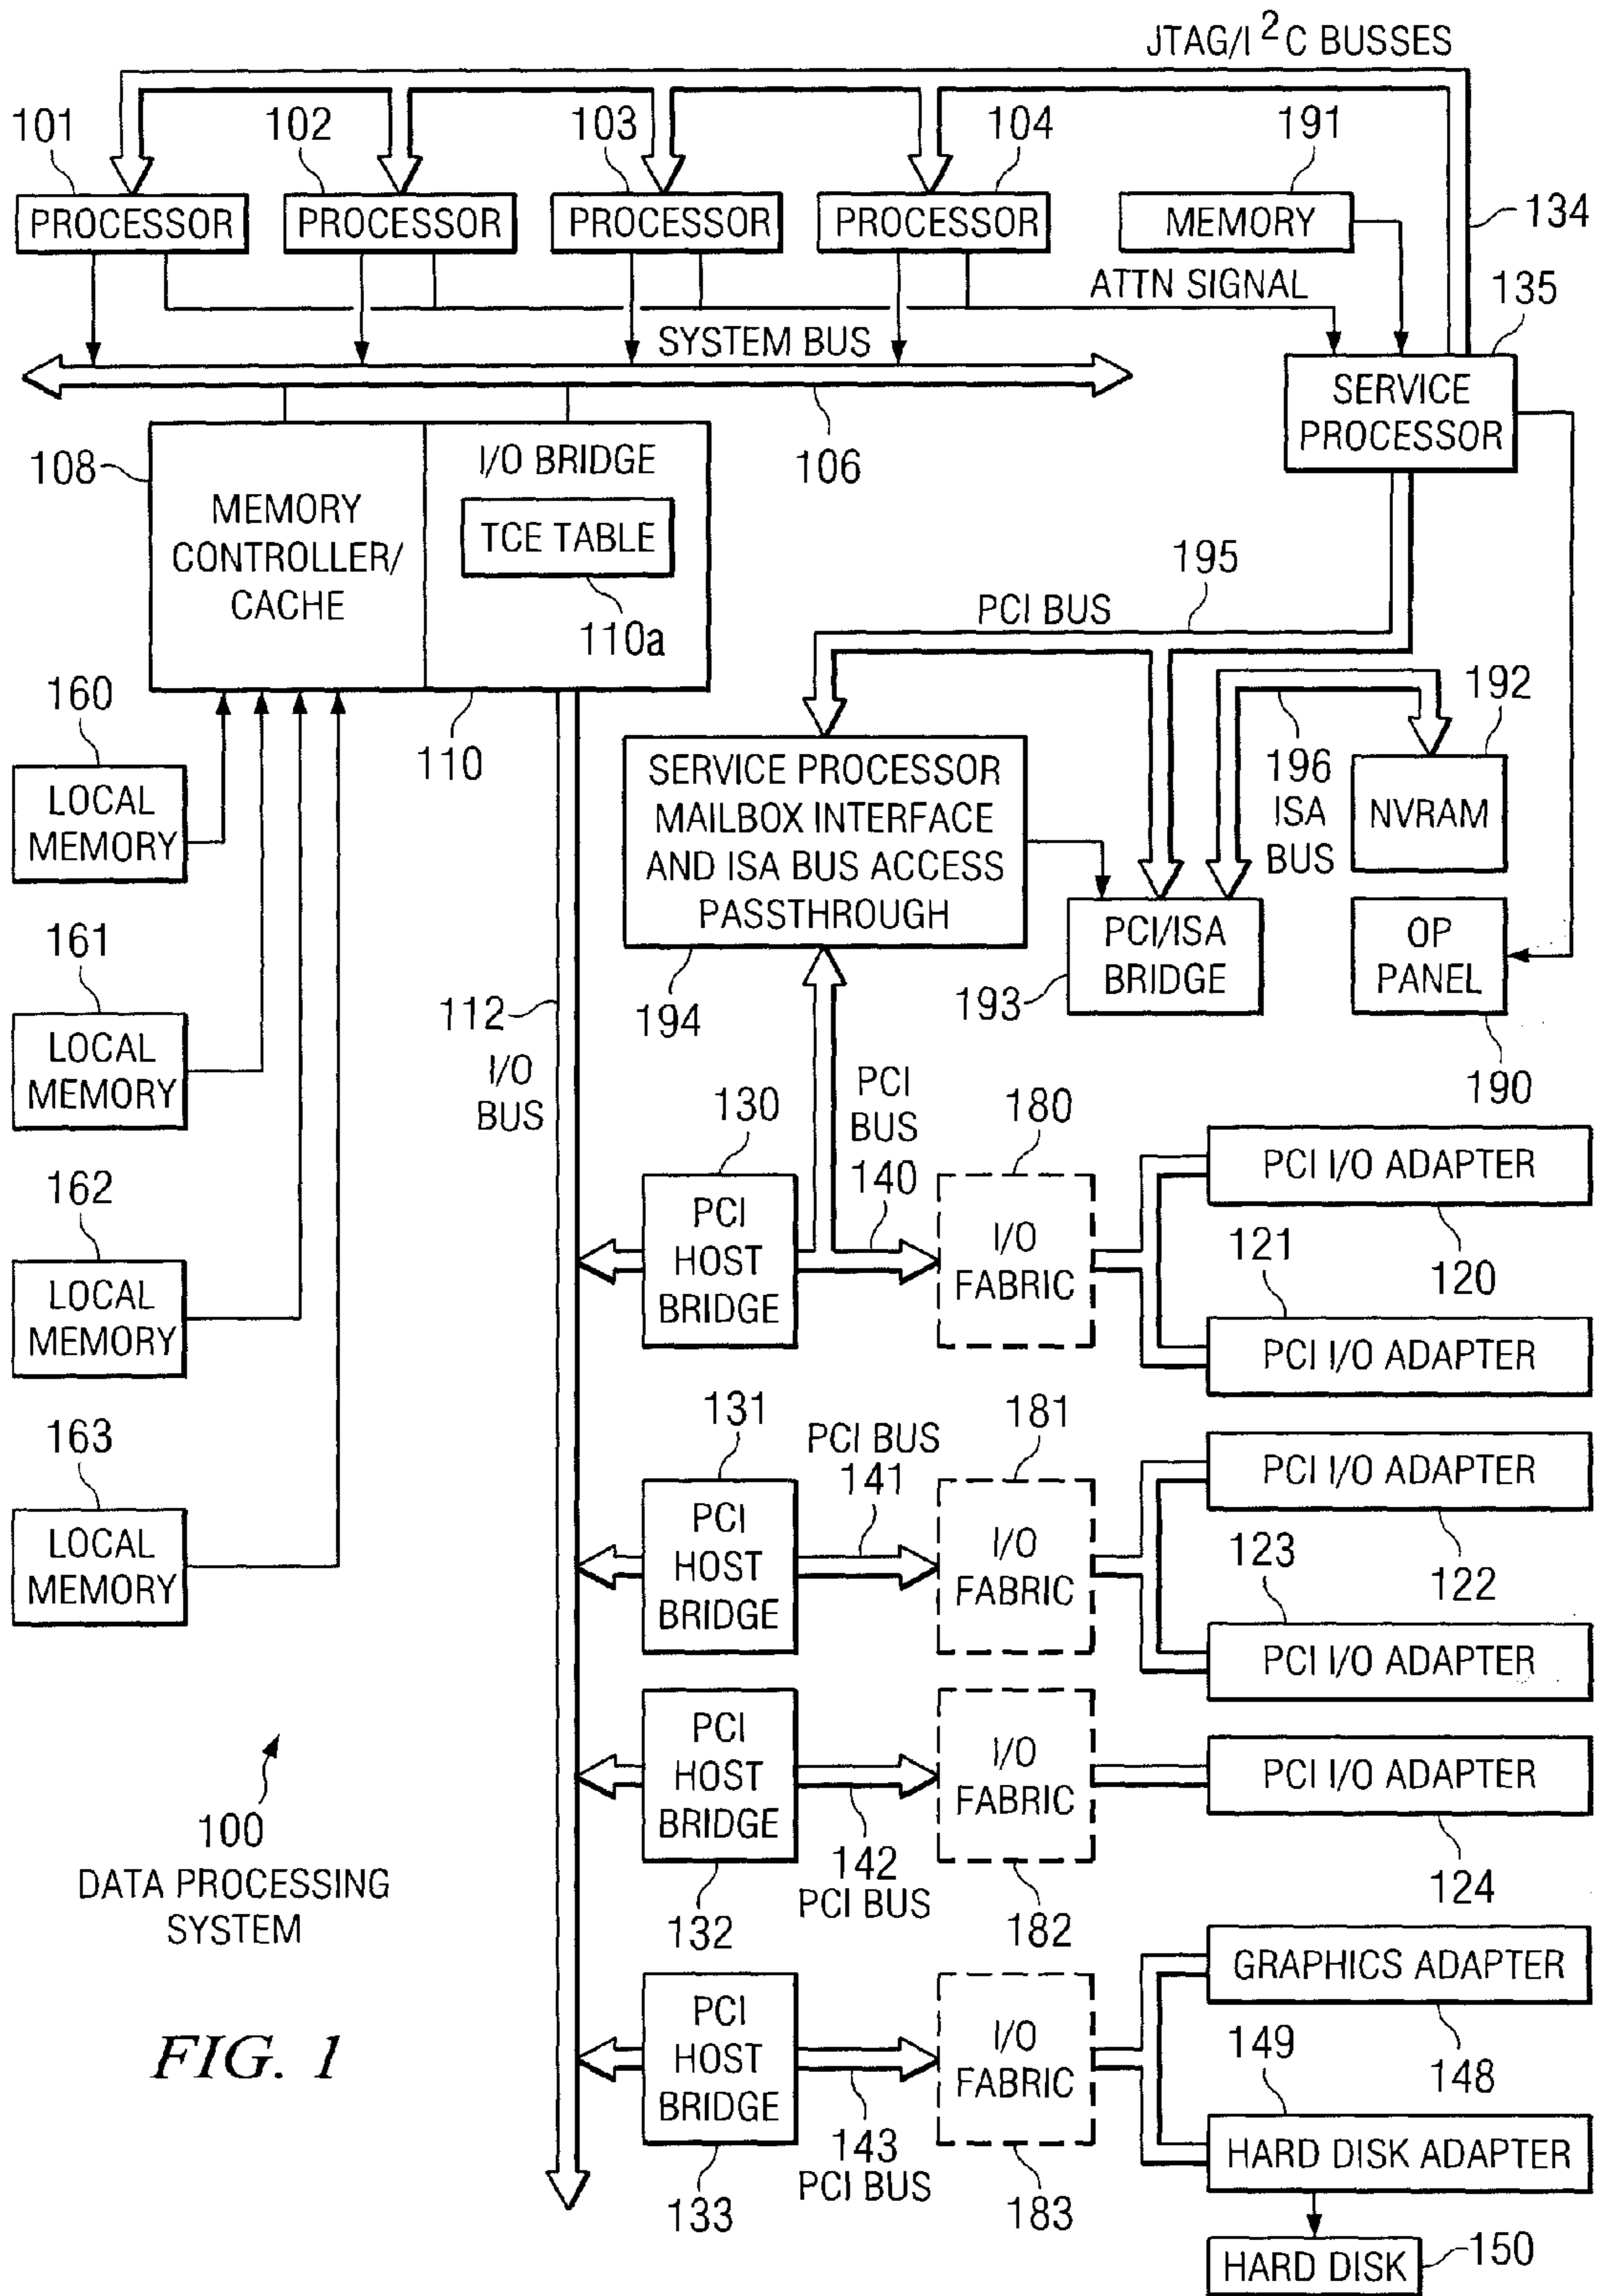 JTAG/I 2C BUSSES
101
102
103
104
191
PROCESSOR
PROCESSOR
PROCESSOR
PROCESSOR
MEMORY
134
ATTN SIGNAL
135
SYSTEM BUS
SERVICE
PROCESSOR
108
MEMORY
CONTROLLER/
CACHE
I/O BRIDGE
TCE TABLE
110a
106
110
195
PCI BUS
160
LOCAL
MEMORY
161
LOCAL
MEMORY
162
LOCAL
MEMORY
163
LOCAL
MEMORY
SERVICE PROCESSOR
MAILBOX INTERFACE
AND ISA BUS ACCESS
PASSTHROUGH
194
196
ISA
BUS
192
NVRAM
PCI/ISA
BRIDGE
193
OP
PANEL
190
112
I/O
BUS
130
PCI
HOST
BRIDGE
PCI
BUS
140
180
I/O
FABRIC
PCI I/O ADAPTER
120
121
PCI I/O ADAPTER
131
PCI
HOST
BRIDGE
PCI BUS
141
181
I/O
FABRIC
PCI I/O ADAPTER
122
123
PCI I/O ADAPTER
PCI
HOST
BRIDGE
132
142
PCI BUS
I/O
FABRIC
182
PCI I/O ADAPTER
124
PCI
HOST
BRIDGE
133
143
PCI BUS
I/O
FABRIC
183
GRAPHICS ADAPTER
148
149
HARD DISK ADAPTER
HARD DISK
150
100
DATA PROCESSING
SYSTEM
FIG. 1